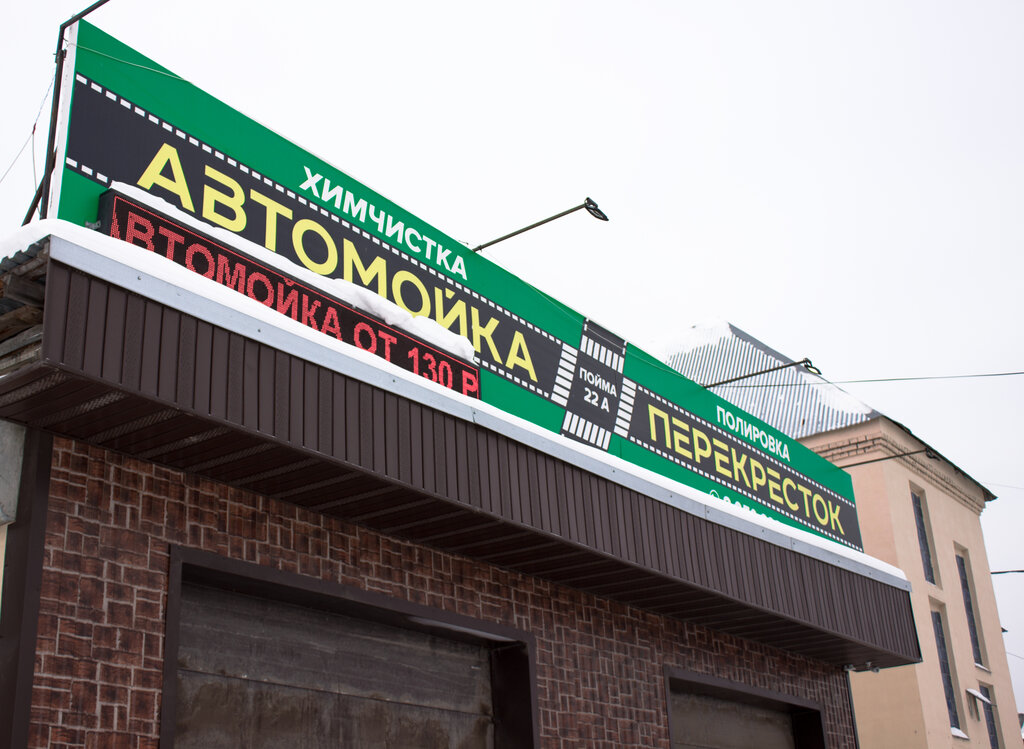 ХИМЧИСТКА
АВТОМОЙКА
АВТОМОЙКА ОТ 130 Р
ПОЙМА
22 А
ПОЛИРОВКА
ПЕРЕКРЕСТОК